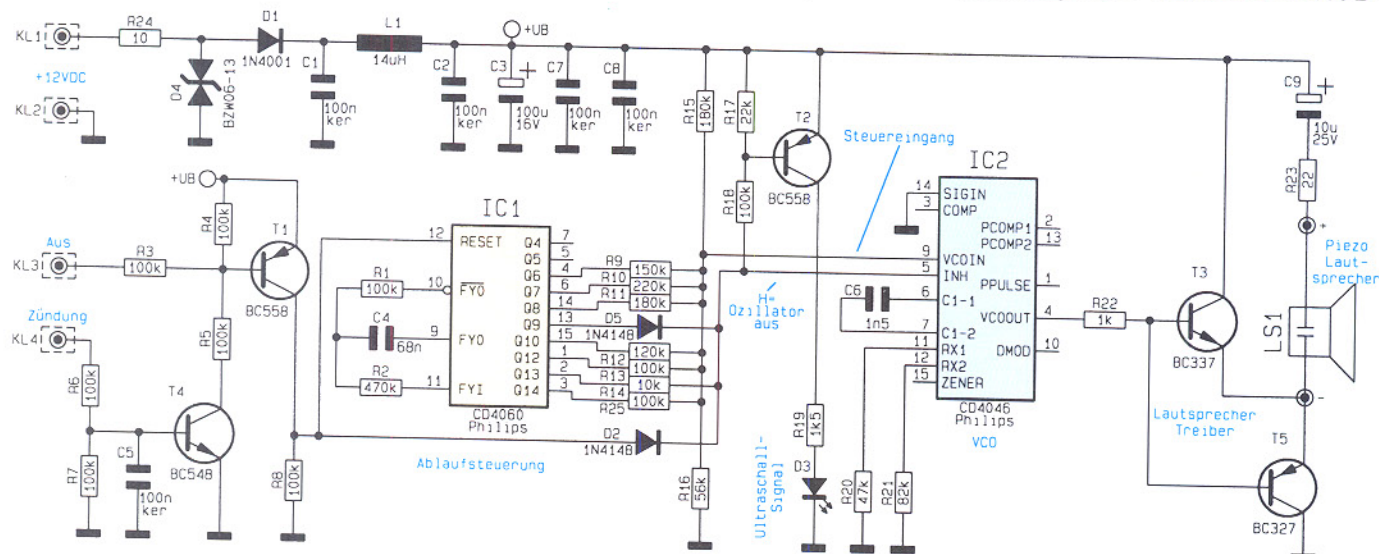 KL1
R24
10
D1
1N4001
L1
14uH
+UB
+12VDC
KL2
D4
BZW06-13
C1
100n
ker
C2
100n
ker
C3
+
100u
16V
C7
100n
ker
C8
100n
ker
R15
180k
R17
22k
T2
BC558
R18
100k
Steuereingang
C9
+
10u
25V
R23
22
+UB
R4
100k
T1
BC558
Aus
KL3
R3
100k
Zündung
KL4
R5
100k
R6
100k
T4
BC548
R7
100k
C5
100n
ker
R8
100k
IC1
12
RESET
10
FY0
9
FY0
11
FYI
Q4
7
Q5
5
Q6
4
Q7
6
Q8
14
Q9
13
Q10
15
Q12
1
Q13
2
Q14
3
CD4060
Philips
R1
100k
C4
68n
R2
470k
R9
150k
R10
220k
R11
180k
D5
1N4148
120k
R12
100k
R13
10k
R14
100k
R25
D2
1N4148
Ablaufsteuerung
R16
56k
H=
Ozillator
aus
Ultraschall-
Signal
R19
1k5
D3
IC2
14
SIGIN
3
COMP
9
VCOIN
5
INH
6
C1-1
7
C1-2
11
RX1
12
RX2
15
ZENER
PCOMP1
2
PCOMP2
13
PPULSE
1
VCOOUT
4
DMOD
10
CD4046
Philips
VCO
C6
1n5
R20
47k
R21
82k
R22
1k
T3
BC337
Lautsprecher
Treiber
T5
BC327
+
Piezo
Laut-
sprecher
LS1
-